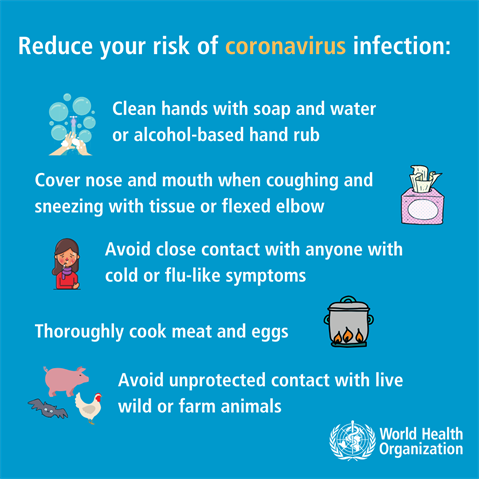 Reduce your risk of coronavirus infection:
Clean hands with soap and water
or alcohol-based hand rub
Cover nose and mouth when coughing and
sneezing with tissue or flexed elbow
Avoid close contact with anyone with
cold or flu-like symptoms
Thoroughly cook meat and eggs
Avoid unprotected contact with live
wild or farm animals
World Health
Organization